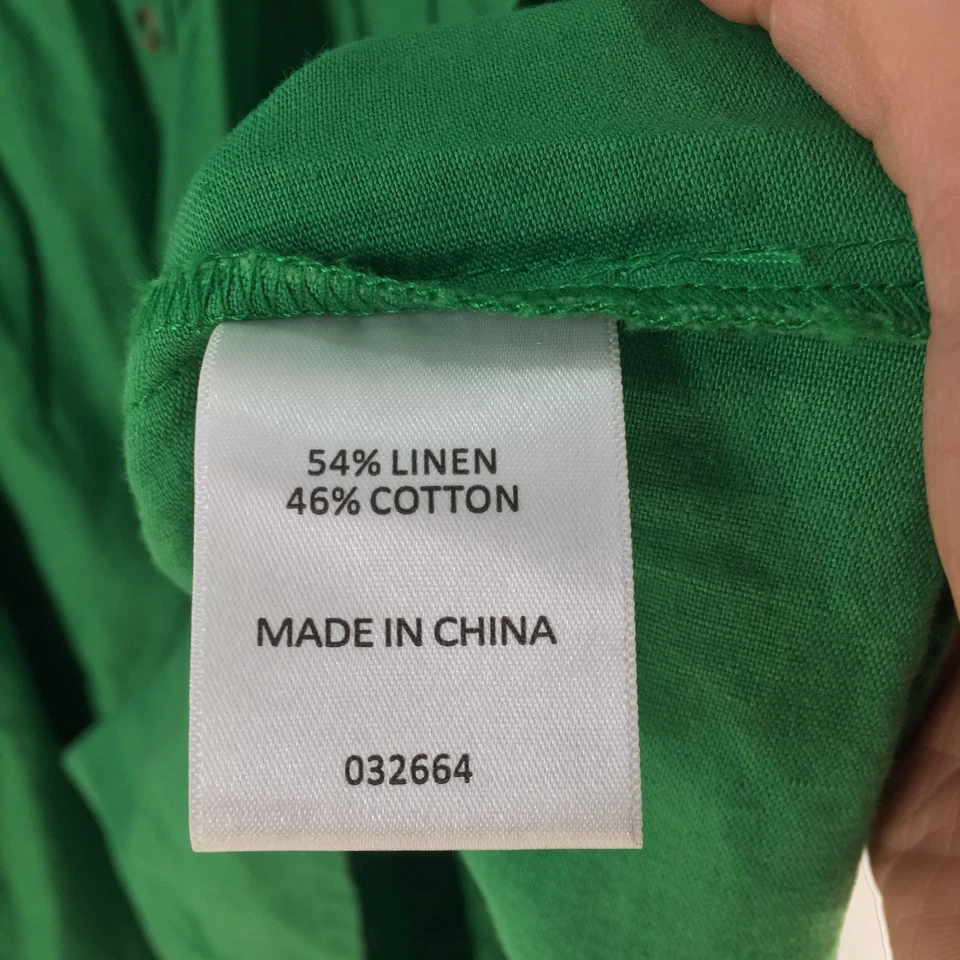 54% LINEN
46% COTTON
MADE IN CHINA
032664